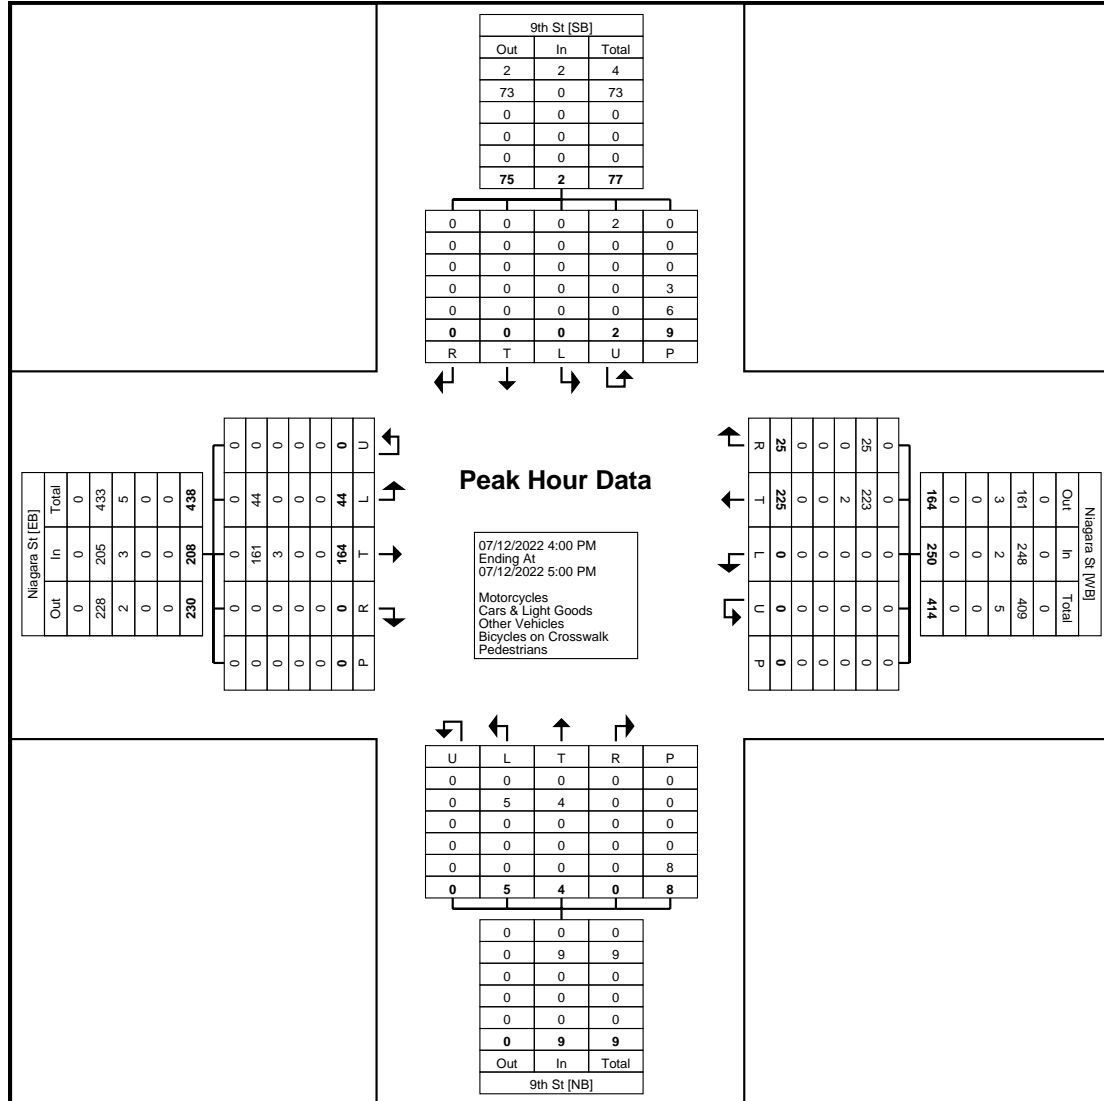 9th St [SB]
Out In Total
2 2 4
73 0 73
0 0 0
0 0 0
0 0 0
75 2 77
0 0 0 2 0
0 0 0 0 0
0 0 0 0 0
0 0 0 0 3
0 0 0 0 6
0 0 0 2 9
R T L U P
Niagara St [EB]
Out In Total
0 0 0
228 205 433
2 3 5
0 0 0
0 0 0
230 208 438
0 0 0 0 0
0 0 161 44 0
0 0 3 0 0
0 0 0 0 0
0 0 0 0 0
0 0 164 44 0
P R T L U
Peak Hour Data
07/12/2022 4:00 PM
Ending At
07/12/2022 5:00 PM
Motorcycles
Cars & Light Goods
Other Vehicles
Bicycles on Crosswalk
Pedestrians
Niagara St [WB]
Out In Total
0 0 0
161 248 409
3 2 5
0 0 0
0 0 0
164 250 414
0 0 0 0 0
25 223 0 0 0
0 2 0 0 0
0 0 0 0 0
0 0 0 0 0
25 225 0 0 0
R T L U P
U L T R P
0 0 0 0 0
0 5 4 0 0
0 0 0 0 0
0 0 0 0 0
0 0 0 0 8
0 5 4 0 8
0 0 0
0 9 9
0 0 0
0 0 0
0 0 0
0 9 9
Out In Total
9th St [NB]